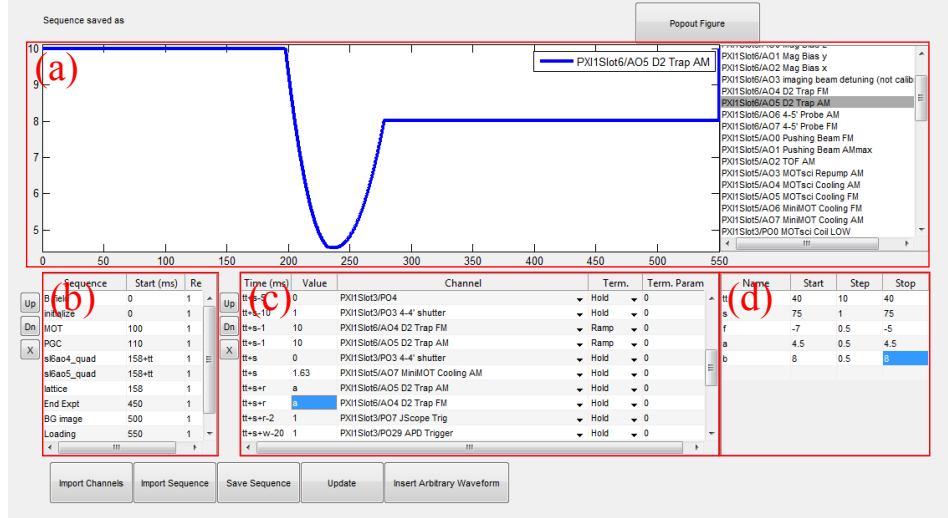 Sequence saved as
Popout Figure
(a)
10
9
8
7
6
5
0 50 100 150 200 250 300 350 400 450 500 550
PXI1Slot6/AO5 D2 Trap AM
PXI1Slot6/AO1 Mag Bias y
PXI1Slot6/AO2 Mag Bias x
PXI1Slot6/AO3 imaging beam detuning (not calib
PXI1Slot6/AO4 D2 Trap FM
PXI1Slot6/AO5 D2 Trap AM
PXI1Slot6/AO6 4-5' Probe AM
PXI1Slot6/AO7 4-5' Probe FM
PXI1Slot5/AO0 Pushing Beam FM
PXI1Slot5/AO1 Pushing Beam AMmax
PXI1Slot5/AO2 TOF AM
PXI1Slot5/AO3 MOTsci Repump AM
PXI1Slot5/AO4 MOTsci Cooling AM
PXI1Slot5/AO5 MOTsci Cooling FM
PXI1Slot5/AO6 MiniMOT Cooling FM
PXI1Slot5/AO7 MiniMOT Cooling AM
PXI1Slot3/PO0 MOTsci Coil LOW
Up
Dn
X
(b)
Sequence Start (ms) Re
B field 0 1
initialize 0 1
MOT 100 1
PGC 110 1
sl6ao4_quad 158+tt 1
sl6ao5_quad 158+tt 1
lattice 158 1
End Expt 450 1
BG image 500 1
Loading 550 1
Up
Dn
X
(c)
Time (ms) Value Channel Term. Term. Param
tt+s-5 0 PXI1Slot3/PO4 Hold 0
tt+s-10 1 PXI1Slot3/PO3 4-4' shutter Hold 0
tt+s-1 10 PXI1Slot6/AO4 D2 Trap FM Ramp 0
tt+s-1 10 PXI1Slot6/AO5 D2 Trap AM Ramp 0
tt+s 0 PXI1Slot3/PO3 4-4' shutter Hold 0
tt+s 1.63 PXI1Slot5/AO7 MiniMOT Cooling AM Hold 0
tt+s+r a PXI1Slot6/AO5 D2 Trap AM Hold 0
tt+s+r a PXI1Slot6/AO4 D2 Trap FM Hold 0
tt+s+r-2 1 PXI1Slot3/PO7 JScope Trig Hold 0
tt+s+w-20 1 PXI1Slot3/PO29 APD Trigger Hold 0
(d)
Name Start Step Stop
tt 40 10 40
s 75 1 75
f -7 0.5 -5
a 4.5 0.5 4.5
b 8 0.5 8
Import Channels Import Sequence Save Sequence Update Insert Arbitrary Waveform